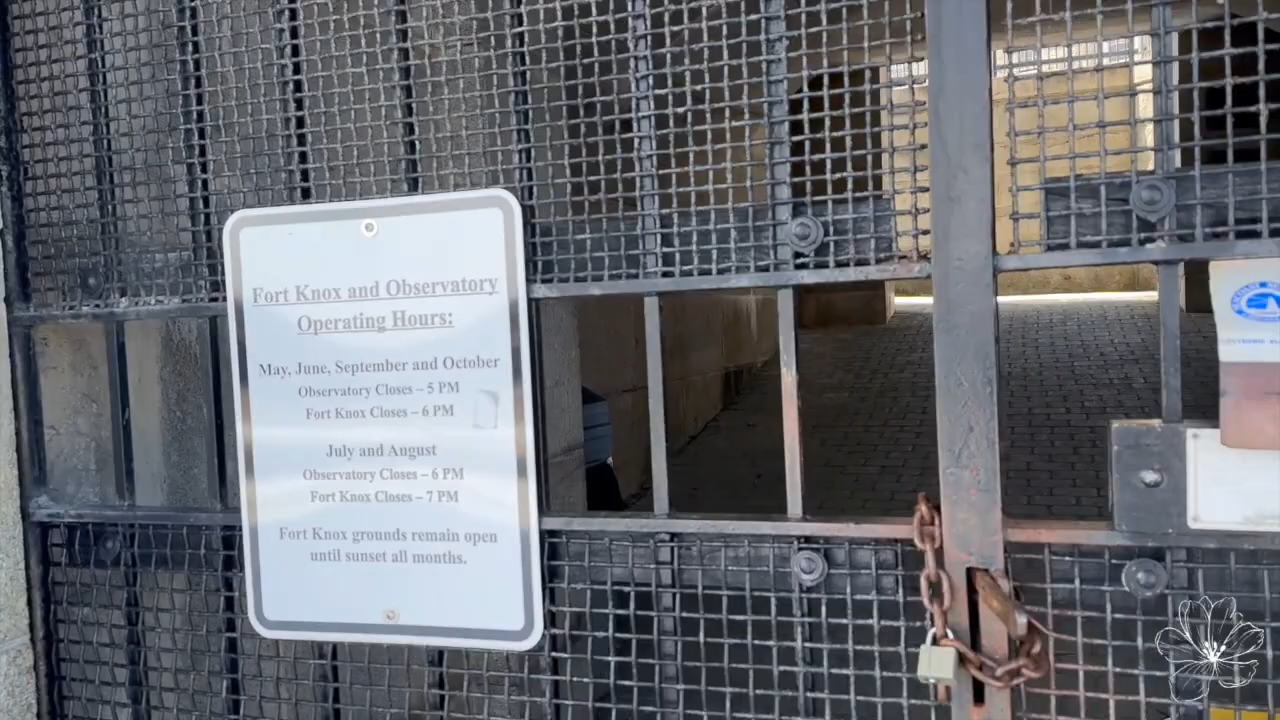 Fort Knox and Observatory
Operating Hours:
May, June, September and October
Observatory Closes – 5 PM
Fort Knox Closes – 6 PM
July and August
Observatory Closes – 6 PM
Fort Knox Closes – 7 PM
Fort Knox grounds remain open
until sunset all months.